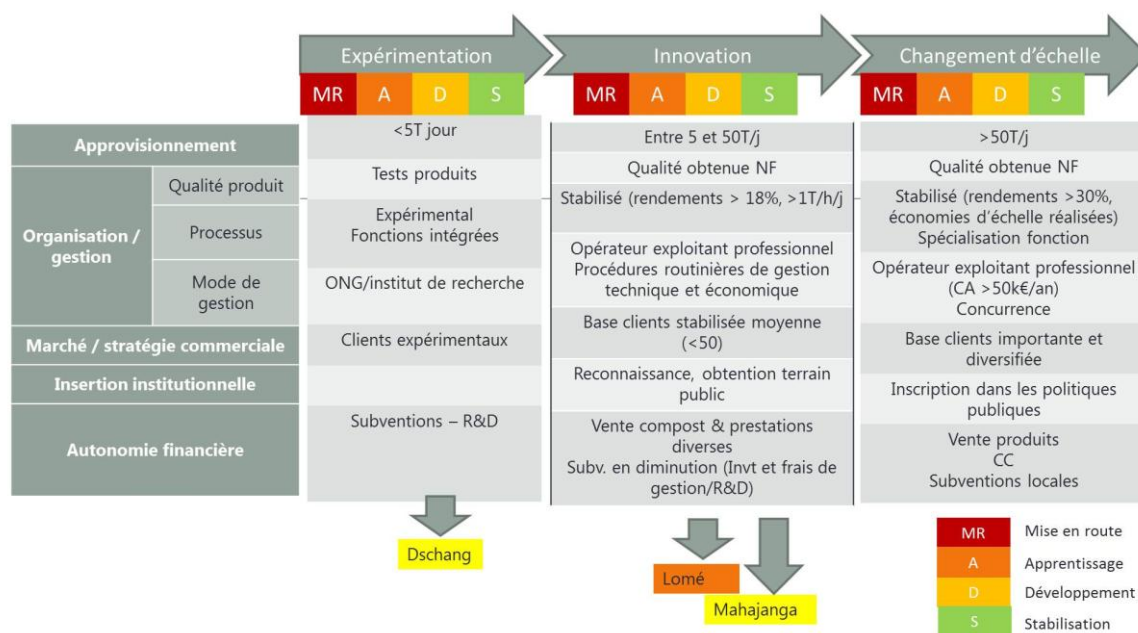 Expérimentation
Innovation
Changement d'échelle
MR A D S
MR A D S
MR A D S
Approvisionnement
<5T jour
Entre 5 et 50T/j
>50T/j
Organisation /
gestion
Qualité produit
Tests produits
Qualité obtenue NF
Qualité obtenue NF
Processus
Expérimental
Fonctions intégrées
Stabilisé (rendements > 18%, >1T/h/j
Stabilisé (rendements >30%,
économies d'échelle réalisées)
Spécialisation fonction
Mode de
gestion
ONG/institut de recherche
Opérateur exploitant professionnel
Procédures routinières de gestion
technique et économique
Opérateur exploitant professionnel
(CA >50k€/an)
Concurrence
Marché / stratégie commerciale
Clients expérimentaux
Base clients stabilisée moyenne
(<50)
Base clients importante et
diversifiée
Insertion institutionnelle
Reconnaissance, obtention terrain
public
Inscription dans les politiques
publiques
Autonomie financière
Subventions – R&D
Vente compost & prestations
diverses
Subv. en diminution (Invt et frais de
gestion/R&D)
Vente produits
CC
Subventions locales
Dschang
Lomé
Mahajanga
MR Mise en route
A Apprentissage
D Développement
S Stabilisation